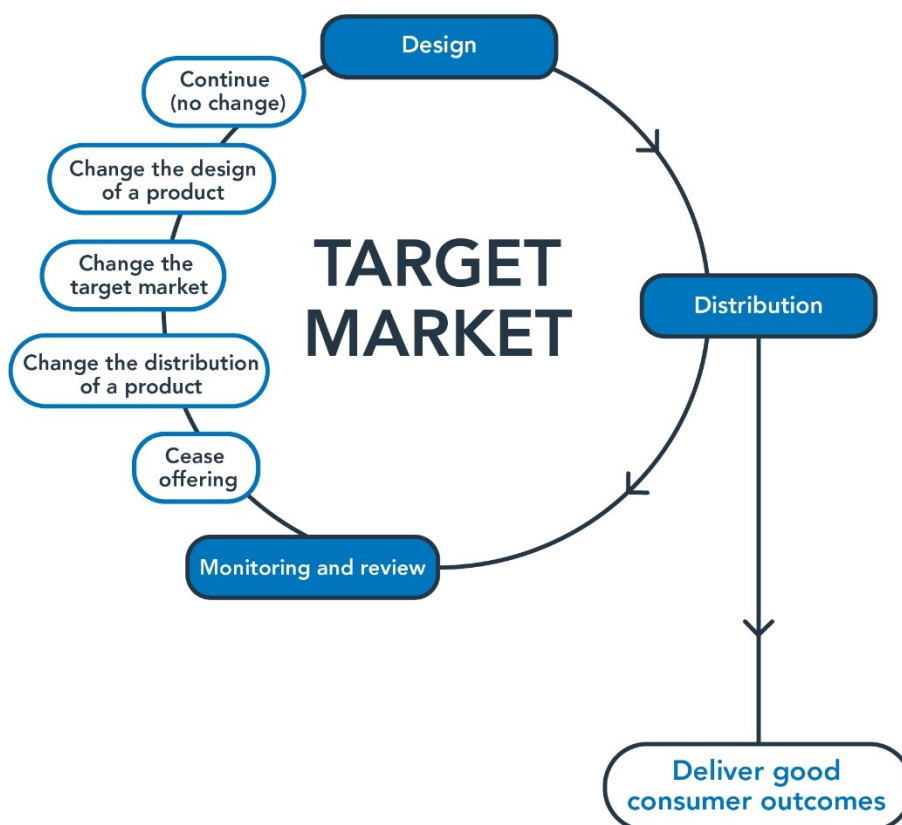 Design
Continue
(no change)
Change the design
of a product
TARGET
MARKET
Change the
target market
Distribution
Change the distribution
of a product
Cease
offering
Monitoring and review
Deliver good
consumer outcomes